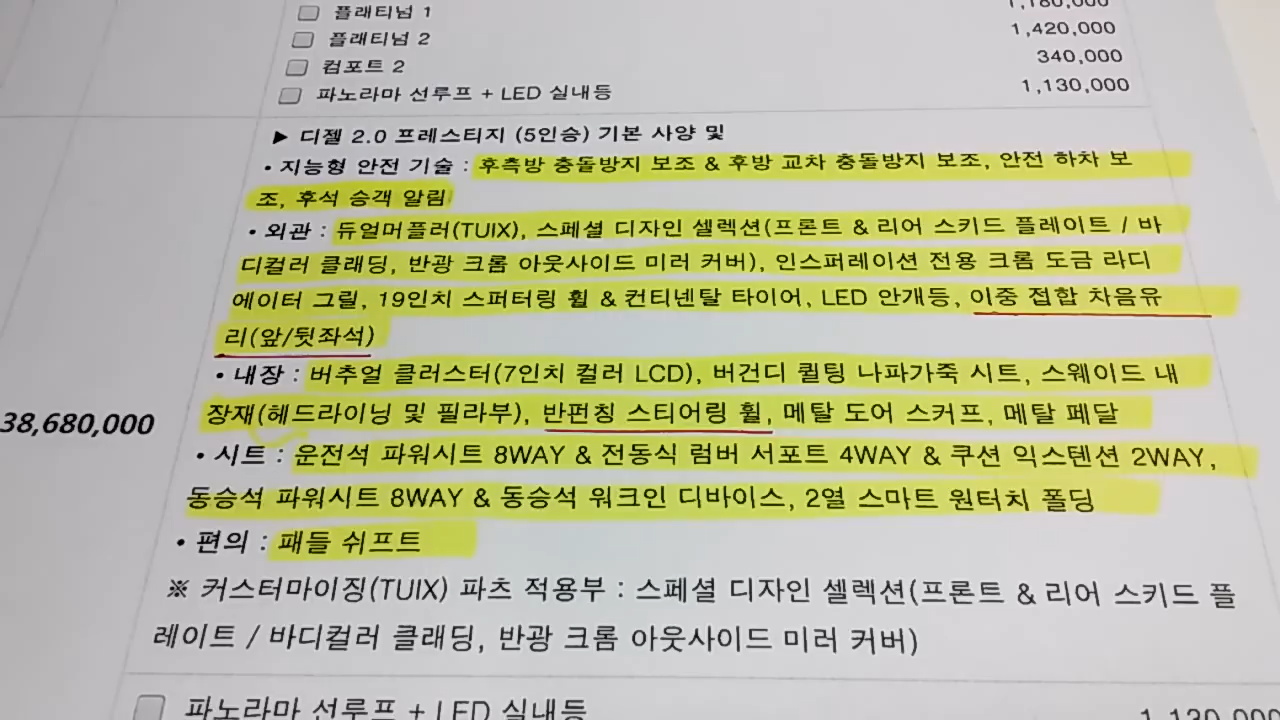 플래티넘 1 1,180,000
플래티넘 2 1,420,000
컴포트 2 340,000
파노라마 선루프 + LED 실내등 1,130,000
▶ 디젤 2.0 프레스티지 (5인승) 기본 사양 및
• 지능형 안전 기술 : 후측방 충돌방지 보조 & 후방 교차 충돌방지 보조, 안전 하차 보
조, 후석 승객 알림
• 외관 : 듀얼머플러(TUIX), 스페셜 디자인 셀렉션(프론트 & 리어 스키드 플레이트 / 바
디컬러 클래딩, 반광 크롬 아웃사이드 미러 커버), 인스퍼레이션 전용 크롬 도금 라디
에이터 그릴, 19인치 스퍼터링 휠 & 컨티넨탈 타이어, LED 안개등, 이중 접합 차음유
리(앞/뒷좌석)
• 내장 : 버추얼 클러스터(7인치 컬러 LCD), 버건디 퀼팅 나파가죽 시트, 스웨이드 내
장재(헤드라이닝 및 필라부), 반펀칭 스티어링 휠, 메탈 도어 스커프, 메탈 페달
38,680,000
• 시트 : 운전석 파워시트 8WAY & 전동식 럼버 서포트 4WAY & 쿠션 익스텐션 2WAY,
동승석 파워시트 8WAY & 동승석 워크인 디바이스, 2열 스마트 원터치 폴딩
• 편의 : 패들 쉬프트
※ 커스터마이징(TUIX) 파츠 적용부 : 스페셜 디자인 셀렉션(프론트 & 리어 스키드 플
레이트 / 바디컬러 클래딩, 반광 크롬 아웃사이드 미러 커버)
파노라마 선루프 + LED 실내등 1,130,000